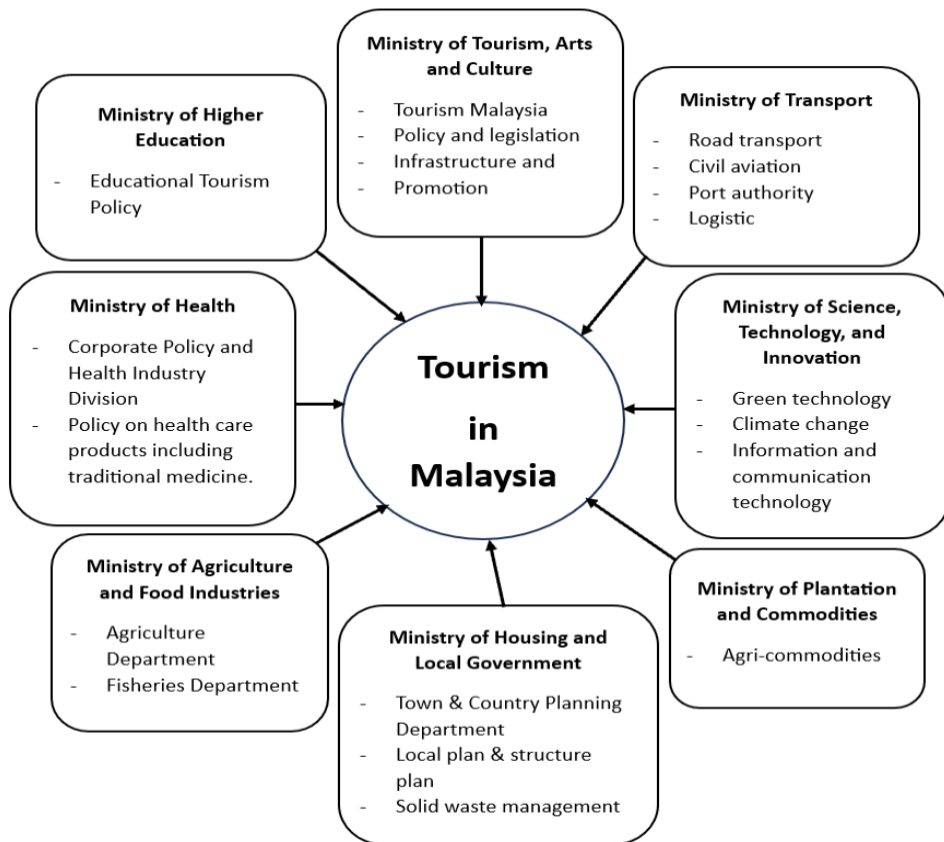 Ministry of Tourism, Arts
and Culture
- Tourism Malaysia
- Policy and legislation
- Infrastructure and
- Promotion
Ministry of Higher
Education
- Educational Tourism
Policy
Ministry of Transport
- Road transport
- Civil aviation
- Port authority
- Logistic
Ministry of Health
- Corporate Policy and
Health Industry
Division
- Policy on health care
products including
traditional medicine.
Tourism
in
Malaysia
Ministry of Science,
Technology, and
Innovation
- Green technology
- Climate change
- Information and
communication
technology
Ministry of Agriculture
and Food Industries
- Agriculture
Department
- Fisheries Department
Ministry of Housing and
Local Government
- Town & Country Planning
Department
- Local plan & structure
plan
- Solid waste management
Ministry of Plantation
and Commodities
- Agri-commodities